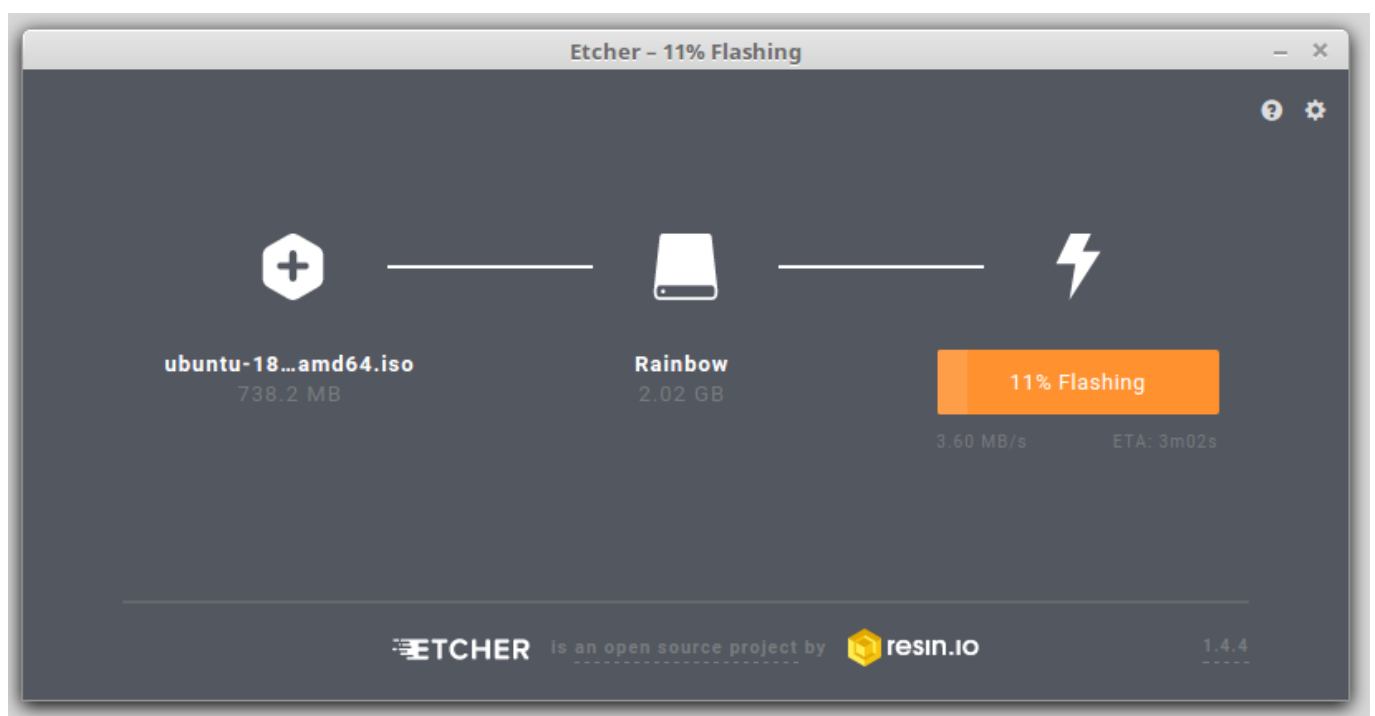 Etcher – 11% Flashing
ubuntu-18…amd64.iso
738.2 MB
Rainbow
2.02 GB
11% Flashing
3.60 MB/s
ETA: 3m02s
ETCHER is an open source project by resin.io
1.4.4